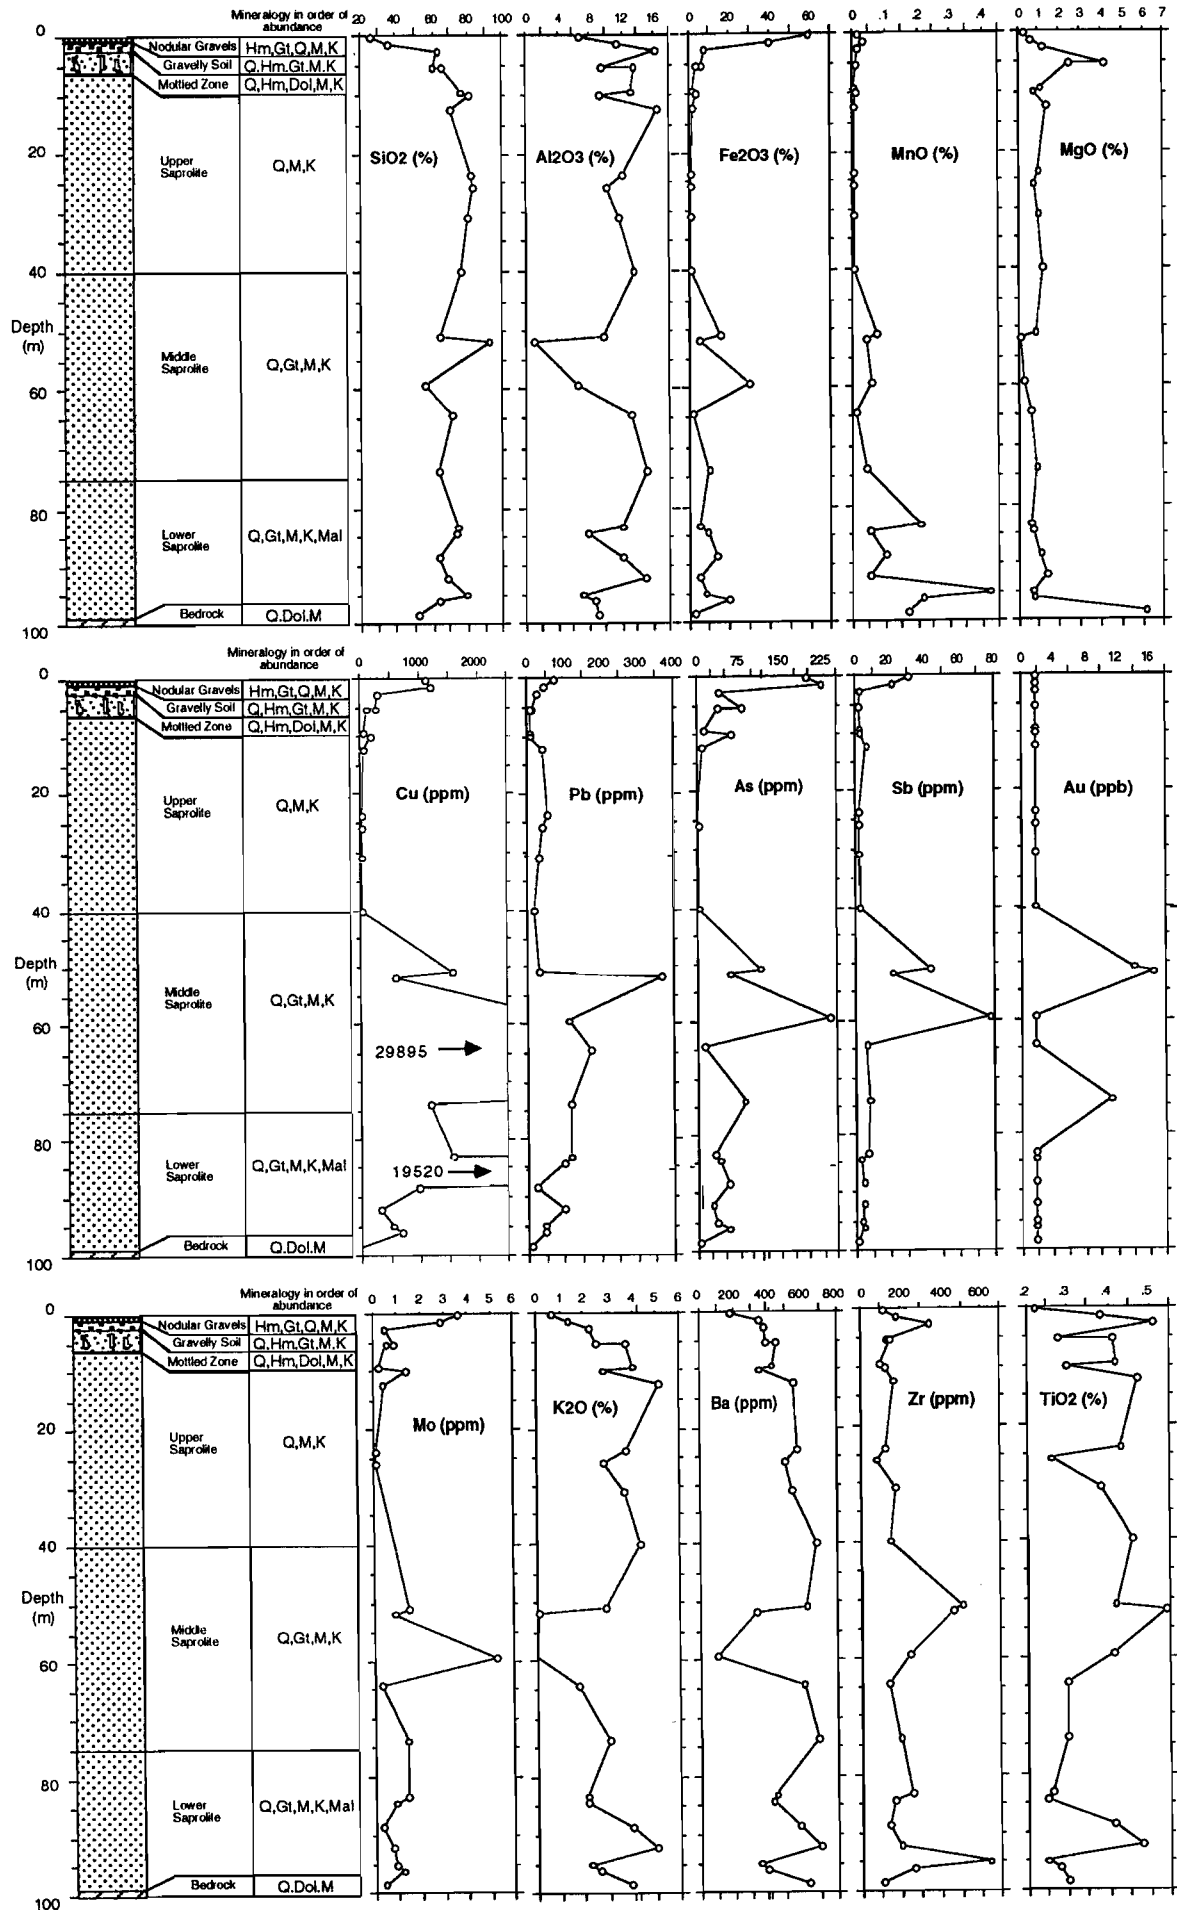 Mineralogy in order of
abundance
20 40 60 80 100
0 4 8 12 16
0 20 40 60
0 .1 .2 .3 .4
0 1 2 3 4 5 6 7
0
Nodular Gravels Hm,Gt,Q,M,K
Gravelly Soil Q.Hm,Gt.M.K
Mottled Zone Q,Hm,Dol,M,K
20
Upper
Saprolite
Q,M,K
SiO2 (%)
Al2O3 (%)
Fe2O3 (%)
MnO (%)
MgO (%)
40
Depth
(m)
Middle
Saprolite
Q,Gt,M,K
60
80
Lower
Saprolite
Q,Gt,M,K,Mal
Bedrock Q.Dol.M
100
Mineralogy in order of
abundance
0 1000 2000
0 100 200 300 400
0 75 150 225
0 20 40 60 80
0 4 8 12 16
0
Nodular Gravels Hm,Gt,Q,M,K
Gravelly Soil Q,Hm,Gt,M,K
Mottled Zone Q,Hm,Dol,M,K
20
Upper
Saprolite
Q,M,K
Cu (ppm)
Pb (ppm)
As (ppm)
Sb (ppm)
Au (ppb)
40
Depth
(m)
Middle
Saprolite
Q,Gt,M,K
60
29895
80
Lower
Saprolite
Q,Gt,M,K,Mal
19520
Bedrock Q.Dol.M
100
Mineralogy in order of
abundance
0 1 2 3 4 5 6
0 1 2 3 4 5 6
0 200 400 600 800
200 400 600
.2 .3 .4 .5
0
Nodular Gravels Hm,Gt,Q,M,K
Gravelly Soil Q,Hm,Gt,M,K
Mottled Zone Q,Hm,Dol,M,K
20
Upper
Saprolite
Q,M,K
Mo (ppm)
K2O (%)
Ba (ppm)
Zr (ppm)
TiO2 (%)
40
Depth
(m)
Middle
Saprolite
Q,Gt,M,K
60
80
Lower
Saprolite
Q,Gt,M,K,Mal
Bedrock Q.Dol.M
100